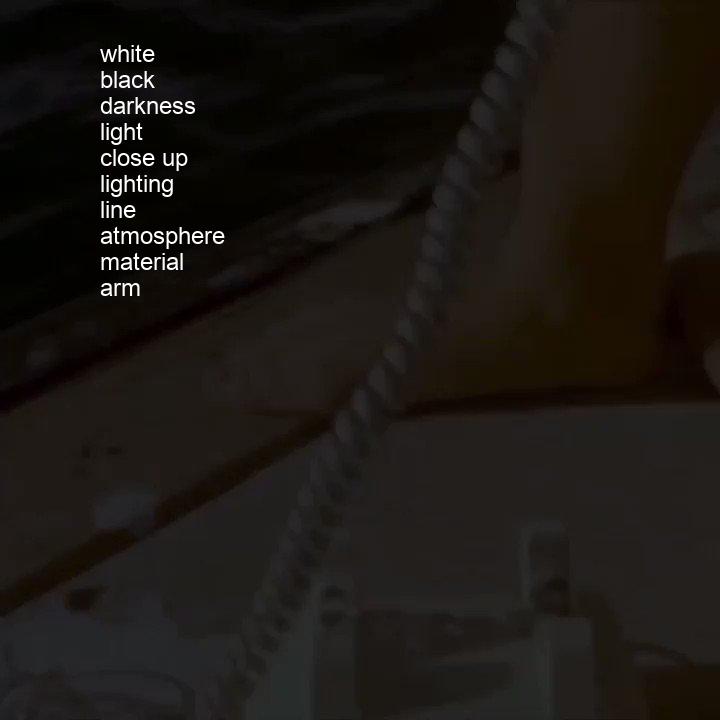 white
black
darkness
light
close up
lighting
line
atmosphere
material
arm